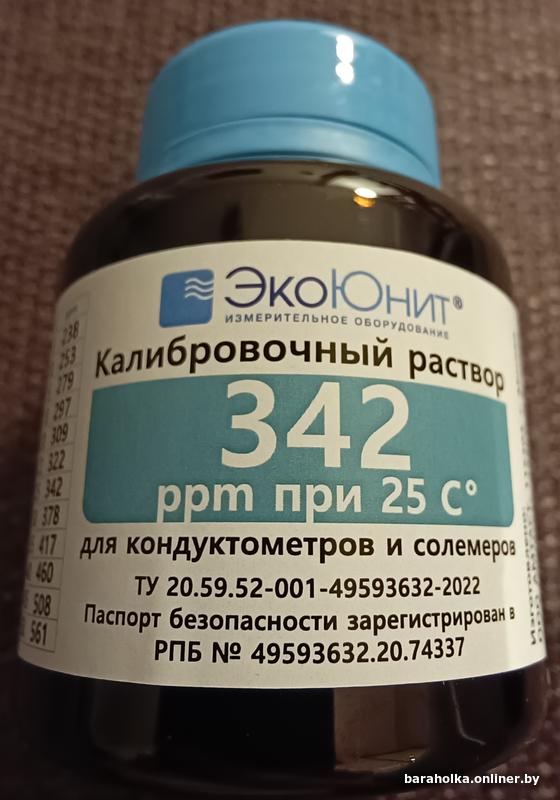 ЭкоЮнит®
ИЗМЕРИТЕЛЬНОЕ ОБОРУДОВАНИЕ
Калибровочный раствор
342
ppm при 25 С°
для кондуктометров и солемеров
ТУ 20.59.52-001-49593632-2022
Паспорт безопасности зарегистрирован в
РПБ № 49593632.20.74337
238
253
279
297
309
322
342
378
417
460
508
561
baraholka.onliner.by